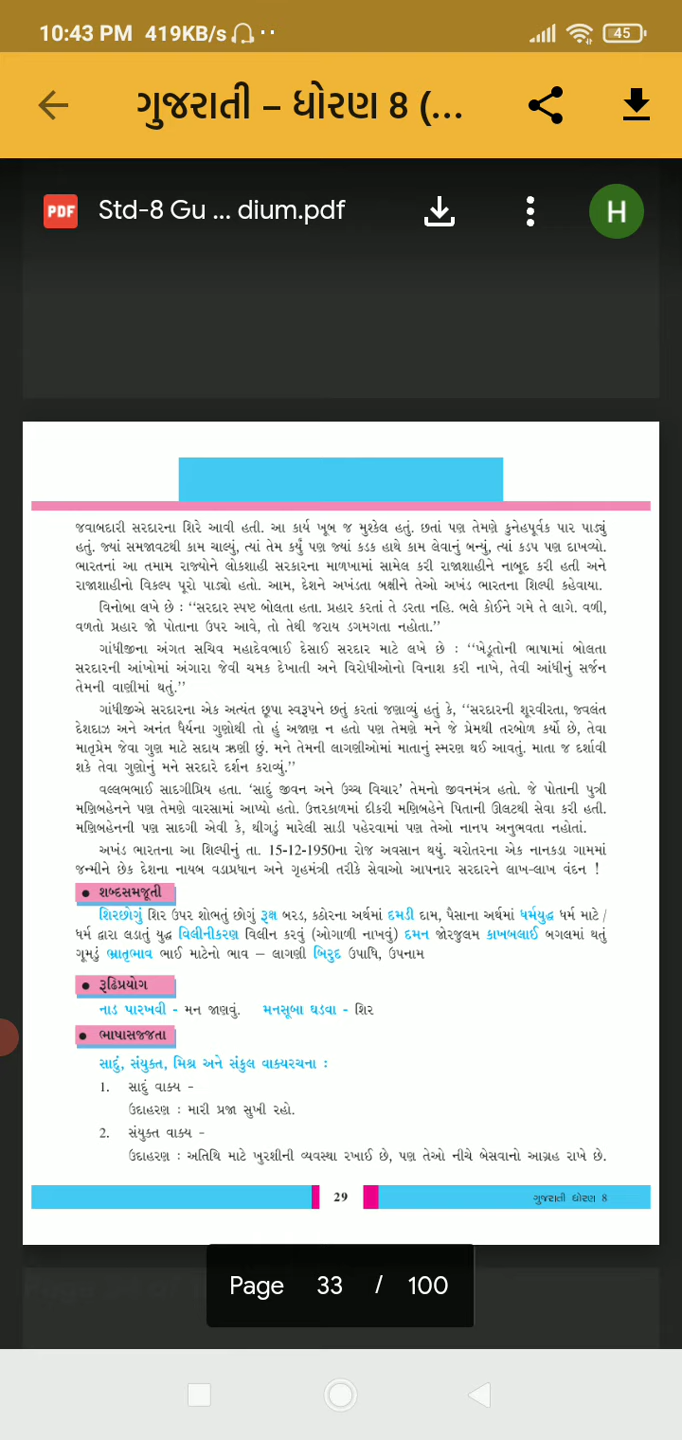 10:43 PM 419KB/s 45
ગુજરાતી – ધોરણ 8 (...
PDF Std-8 Gu ... dium.pdf H
જવાબદારી સરદારના શિરે આવી હતી. આ કાર્ય ખૂબ જ મુશ્કેલ હતું. છતાં પણ તેમણે કુનેહપૂર્વક પાર પાડ્યું
હતું. જ્યાં સમજાવટથી કામ ચાલ્યું, ત્યાં તેમ કર્યું પણ જ્યાં કડક હાથે કામ લેવાનું બન્યું, ત્યાં કડપ પણ દાખવ્યો.
ભારતનાં આ તમામ રાજ્યોને લોકશાહી સરકારના માળખામાં સામેલ કરી રાજાશાહીને નાબૂદ કરી હતી અને
રાજાશાહીનો વિકલ્પ પૂરો પાડ્યો હતો. આમ, દેશને અખંડતા બક્ષીને તેઓ અખંડ ભારતના શિલ્પી કહેવાયા.
વિનોબા લખે છે : ‘‘સરદાર સ્પષ્ટ બોલતા હતા. પ્રહાર કરતાં તે ડરતા નહિ. ભલે કોઈને ગમે તે લાગે. વળી,
વળતો પ્રહાર જો પોતાના ઉપર આવે, તો તેથી જરાય ડગમગતા નહોતા.’’
ગાંધીજીના અંગત સચિવ મહાદેવભાઈ દેસાઈ સરદાર માટે લખે છે : ‘‘ખેડૂતોની ભાષામાં બોલતા
સરદારની આંખોમાં અંગારા જેવી ચમક દેખાતી અને વિરોધીઓનો વિનાશ કરી નાખે, તેવી આંધીનું સર્જન
તેમની વાણીમાં થતું.’’
ગાંધીજીએ સરદારના એક અત્યંત છૂપા સ્વરૂપને છતું કરતાં જણાવ્યું હતું કે, ‘‘સરદારની શૂરવીરતા, જ્વલંત
દેશદાઝ અને અનંત ધૈર્યના ગુણોથી તો હું અજાણ ન હતો પણ તેમણે મને જે પ્રેમથી તરબોળ કર્યો છે, તેવા
માતૃપ્રેમ જેવા ગુણ માટે સદાય ઋણી છું. મને તેમની લાગણીઓમાં માતાનું સ્મરણ થઈ આવતું. માતા જ દર્શાવી
શકે તેવા ગુણોનું મને સરદારે દર્શન કરાવ્યું.’’
વલ્લભભાઈ સાદગીપ્રિય હતા. ‘સાદું જીવન અને ઉચ્ચ વિચાર’ તેમનો જીવનમંત્ર હતો. જે પોતાની પુત્રી
મણિબહેનને પણ તેમણે વારસામાં આપ્યો હતો. ઉત્તરકાળમાં દીકરી મણિબહેને પિતાની ઊલટથી સેવા કરી હતી.
મણિબહેનની પણ સાદગી એવી કે, થીગડું મારેલી સાડી પહેરવામાં પણ તેઓ નાનપ અનુભવતા નહોતાં.
અખંડ ભારતના આ શિલ્પીનું તા. 15-12-1950ના રોજ અવસાન થયું. ચરોતરના એક નાનકડા ગામમાં
જન્મીને છેક દેશના નાયબ વડાપ્રધાન અને ગૃહમંત્રી તરીકે સેવાઓ આપનાર સરદારને લાખ-લાખ વંદન !
• શબ્દસમજૂતી
શિરછોગું શિર ઉપર શોભતું છોગું રૂક્ષ બરડ, કઠોરના અર્થમાં દમડી દામ, પૈસાના અર્થમાં ધર્મયુદ્ધ ધર્મ માટે /
ધર્મ દ્વારા લડાતું યુદ્ધ વિલીનીકરણ વિલીન કરવું (ઓગાળી નાખવું) દમન જોરજુલમ કાખબલાઈ બગલમાં થતું
ગૂમડું ભ્રાતૃભાવ ભાઈ માટેનો ભાવ – લાગણી બિરુદ ઉપાધિ, ઉપનામ
• રૂઢિપ્રયોગ
નાડ પારખવી - મન જાણવું. મનસૂબા ઘડવા - શિર
• ભાષાસજ્જતા
સાદું, સંયુક્ત, મિશ્ર અને સંકુલ વાક્યરચના :
1. સાદું વાક્ય -
ઉદાહરણ : મારી પ્રજા સુખી રહો.
2. સંયુક્ત વાક્ય -
ઉદાહરણ : અતિથિ માટે ખુરશીની વ્યવસ્થા રખાઈ છે, પણ તેઓ નીચે બેસવાનો આગ્રહ રાખે છે.
29 ગુજરાતી ધોરણ 8
Page 33 / 100